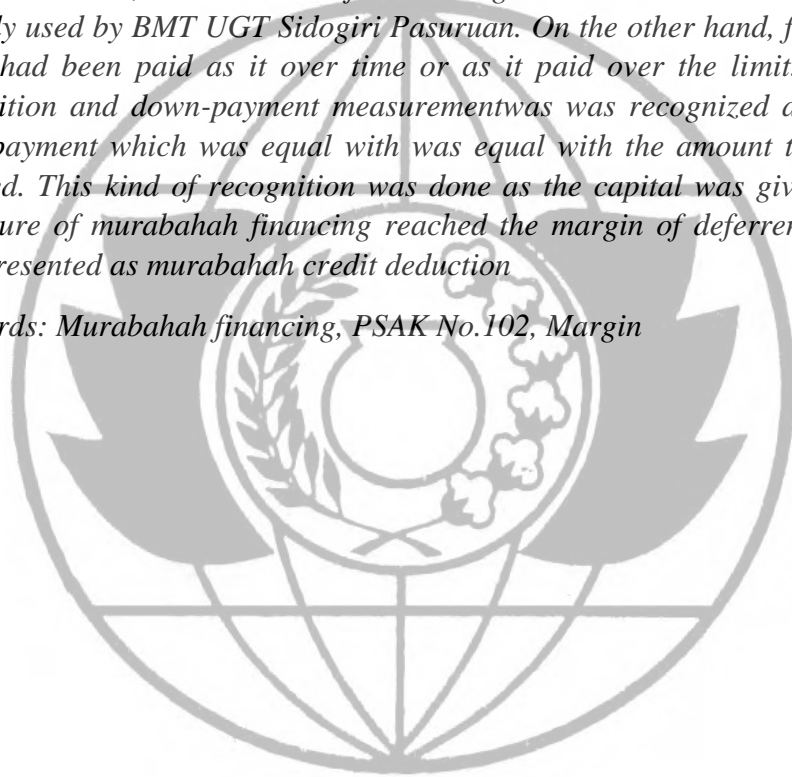 ly used by BMT UGT Sidogiri Pasuruan. On the other hand, f
had been paid as it over time or as it paid over the limits
ition and down-payment measurementwas was recognized a
payment which was equal with was equal with the amount t
d. This kind of recognition was done as the capital was giv
ure of murabahah financing reached the margin of deferren
resented as murabahah credit deduction
rds: Murabahah financing, PSAK No.102, Margin